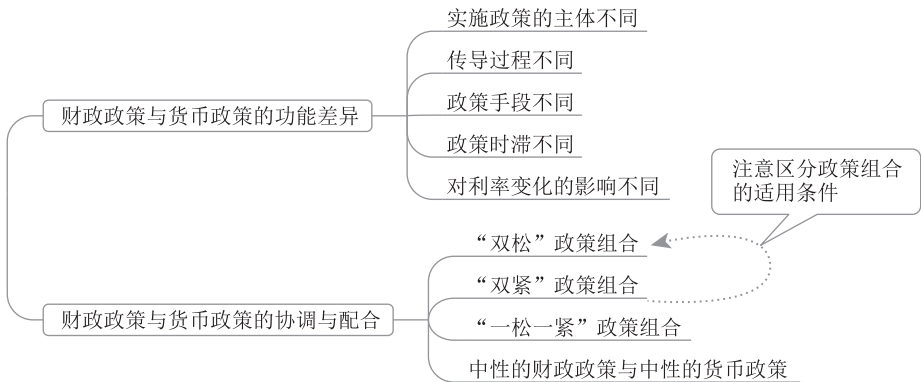 实施政策的主体不同
传导过程不同
财政政策与货币政策的功能差异
政策手段不同
政策时滞不同
对利率变化的影响不同
注意区分政策组合
的适用条件
“双松”政策组合
“双紧”政策组合
财政政策与货币政策的协调与配合
“一松一紧”政策组合
中性的财政政策与中性的货币政策